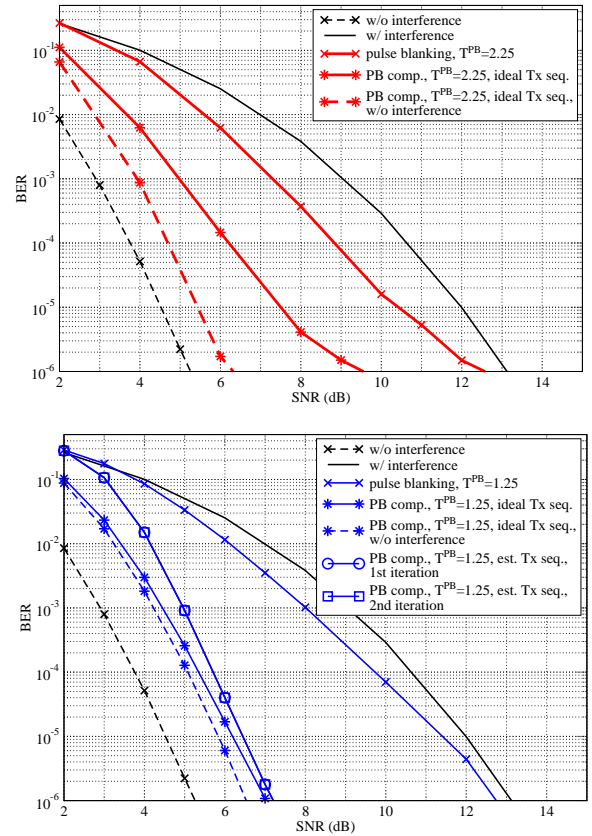 w/o interference
w/ interference
pulse blanking, T^PB=2.25
PB comp., T^PB=2.25, ideal Tx seq.
PB comp., T^PB=2.25, ideal Tx seq.,
w/o interference
10^-1
10^-2
10^-3
10^-4
10^-5
10^-6
BER
2 4 6 8 10 12 14
SNR (dB)
w/o interference
w/ interference
pulse blanking, T^PB=1.25
PB comp., T^PB=1.25, ideal Tx seq.
PB comp., T^PB=1.25, ideal Tx seq.,
w/o interference
PB comp., T^PB=1.25, est. Tx seq.,
1st iteration
PB comp., T^PB=1.25, est. Tx seq.,
2nd iteration
10^-1
10^-2
10^-3
10^-4
10^-5
10^-6
BER
2 4 6 8 10 12 14
SNR (dB)